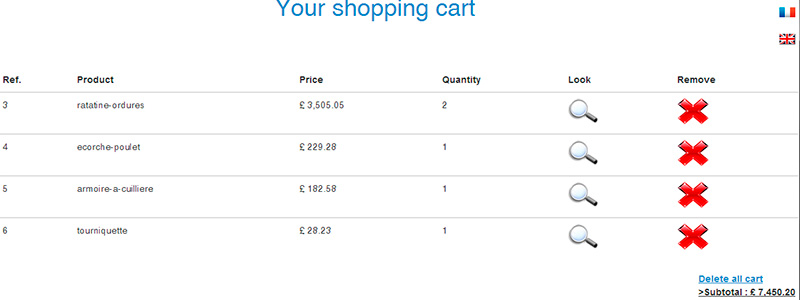 Your shopping cart
Ref. Product Price Quantity Look Remove
3 ratatine-ordures £ 3,505.05 2
4 ecorche-poulet £ 229.28 1
5 armoire-a-cuilliere £ 182.58 1
6 tourniquette £ 28.23 1
Delete all cart
>Subtotal : £ 7,450.20